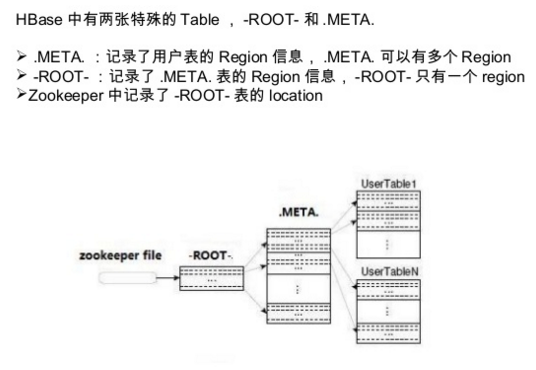 HBase 中有两张特殊的 Table ， -ROOT- 和 .META.
➢ .META. ：记录了用户表的 Region 信息， .META. 可以有多个 Region
➢ -ROOT- ：记录了 .META. 表的 Region 信息， -ROOT- 只有一个 region
➢Zookeeper 中记录了 -ROOT- 表的 location
UserTable1
...
...
.META.
...
...
-ROOT-.
zookeeper file
...
UserTableN
...
...
...